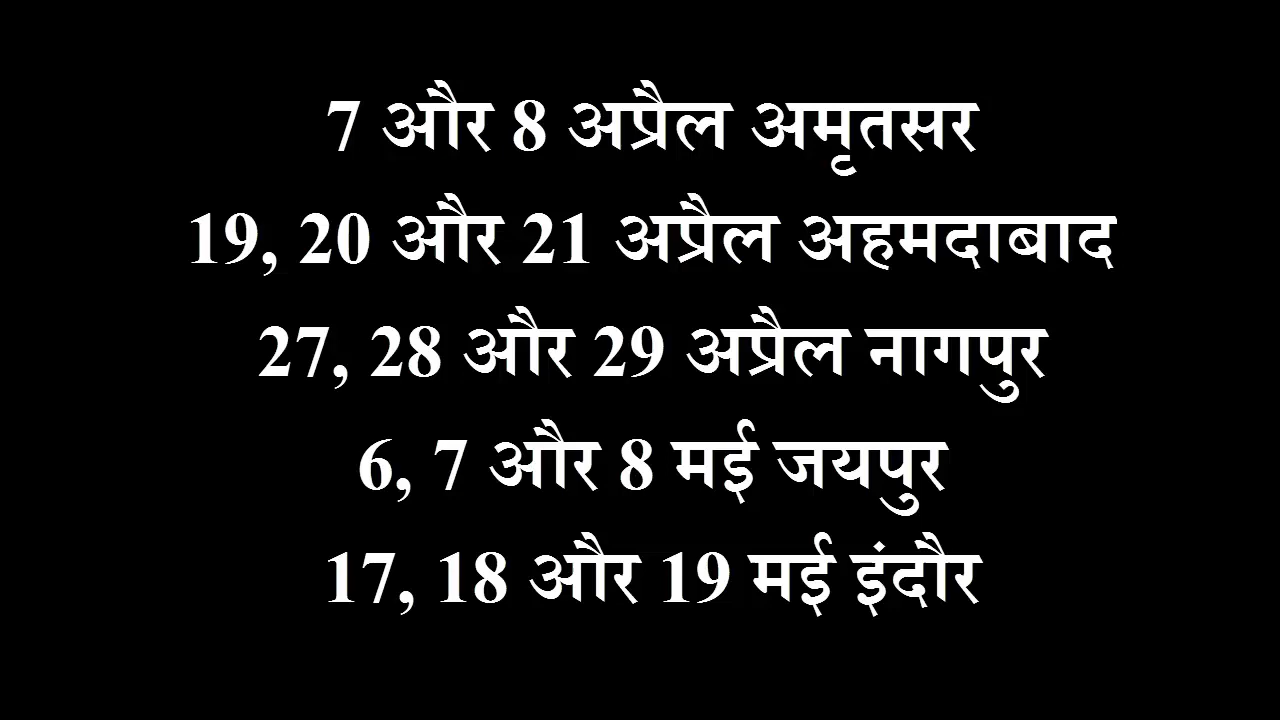 7 और 8 अप्रैल अमृतसर
19, 20 और 21 अप्रैल अहमदाबाद
27, 28 और 29 अप्रैल नागपुर
6, 7 और 8 मई जयपुर
17, 18 और 19 मई इंदौर